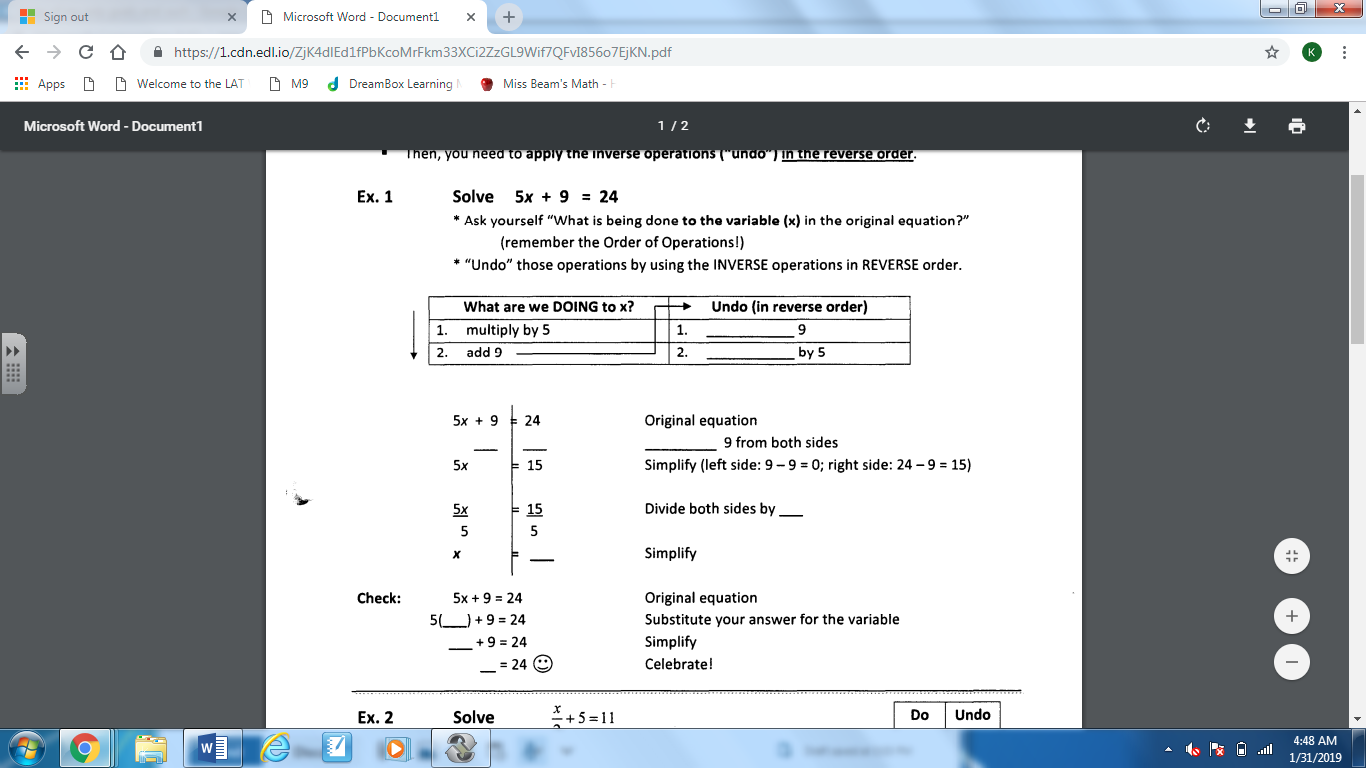 Sign out
Microsoft Word - Document1
https://1.cdn.edl.io/ZjK4dIEd1fPbKcoMrFkm33XCi2ZzGL9Wif7QFvI856o7EjKN.pdf
K
Apps
Welcome to the LAT
M9
DreamBox Learning
Miss Beam's Math -
Microsoft Word - Document1
1 / 2
Then, you need to apply the inverse operations ("undo") in the reverse order.
Ex. 1 Solve 5x + 9 = 24
* Ask yourself "What is being done to the variable (x) in the original equation?"
(remember the Order of Operations!)
* "Undo" those operations by using the INVERSE operations in REVERSE order.
What are we DOING to x? Undo (in reverse order)
1. multiply by 5 1. ____________ 9
2. add 9 2. ____________ by 5
5x + 9 = 24 Original equation
___ ___ __________ 9 from both sides
5x = 15 Simplify (left side: 9 – 9 = 0; right side: 24 – 9 = 15)
5x = 15 Divide both sides by ___
5 5
x = ___ Simplify
Check: 5x + 9 = 24 Original equation
5(___) + 9 = 24 Substitute your answer for the variable
___ + 9 = 24 Simplify
__ = 24 ☺ Celebrate!
Ex. 2 Solve x + 5 = 11 Do Undo
4:48 AM
1/31/2019